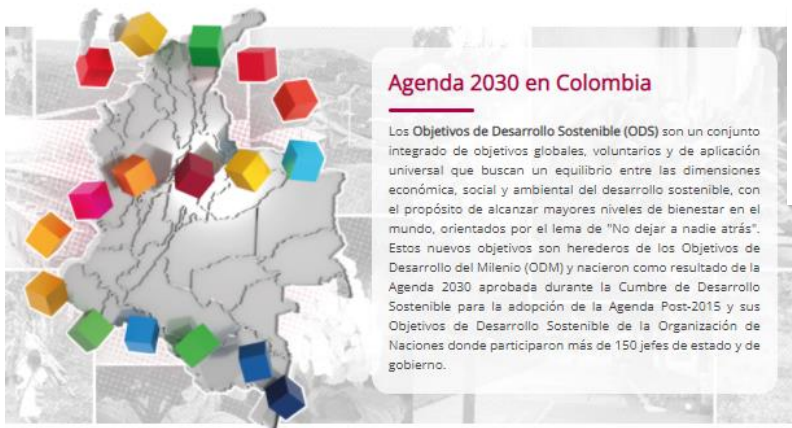 Agenda 2030 en Colombia
Los Objetivos de Desarrollo Sostenible (ODS) son un conjunto
integrado de objetivos globales, voluntarios y de aplicación
universal que buscan un equilibrio entre las dimensiones
económica, social y ambiental del desarrollo sostenible, con
el propósito de alcanzar mayores niveles de bienestar en el
mundo, orientados por el lema de "No dejar a nadie atrás".
Estos nuevos objetivos son herederos de los Objetivos de
Desarrollo del Milenio (ODM) y nacieron como resultado de la
Agenda 2030 aprobada durante la Cumbre de Desarrollo
Sostenible para la adopción de la Agenda Post-2015 y sus
Objetivos de Desarrollo Sostenible de la Organización de
Naciones donde participaron más de 150 jefes de estado y de
gobierno.